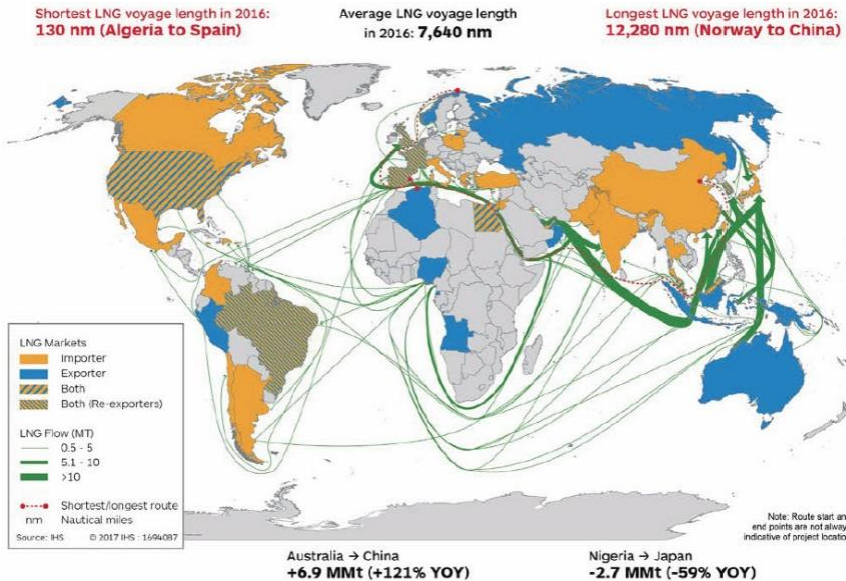 Shortest LNG voyage length in 2016:
130 nm (Algeria to Spain)
Average LNG voyage length
in 2016: 7,640 nm
Longest LNG voyage length in 2016:
12,280 nm (Norway to China)
LNG Markets
Importer
Exporter
Both
Both (Re-exporters)
LNG Flow (MT)
0.5 - 5
5.1 - 10
>10
Shortest/longest route
nm Nautical miles
Source: IHS © 2017 IHS : 1694087
Note: Route start an
end points are not alway
indicative of project locatio
Australia → China
+6.9 MMt (+121% YOY)
Nigeria → Japan
-2.7 MMt (-59% YOY)